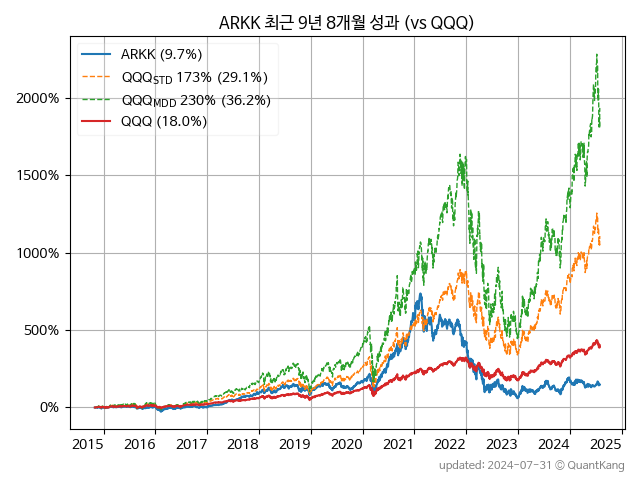 ARKK 최근 9년 8개월 성과 (vs QQQ)
ARKK (9.7%)
QQQSTD 173% (29.1%)
QQQMDD 230% (36.2%)
QQQ (18.0%)
2000%
1500%
1000%
500%
0%
2015 2016 2017 2018 2019 2020 2021 2022 2023 2024 2025
updated: 2024-07-31 © QuantKang